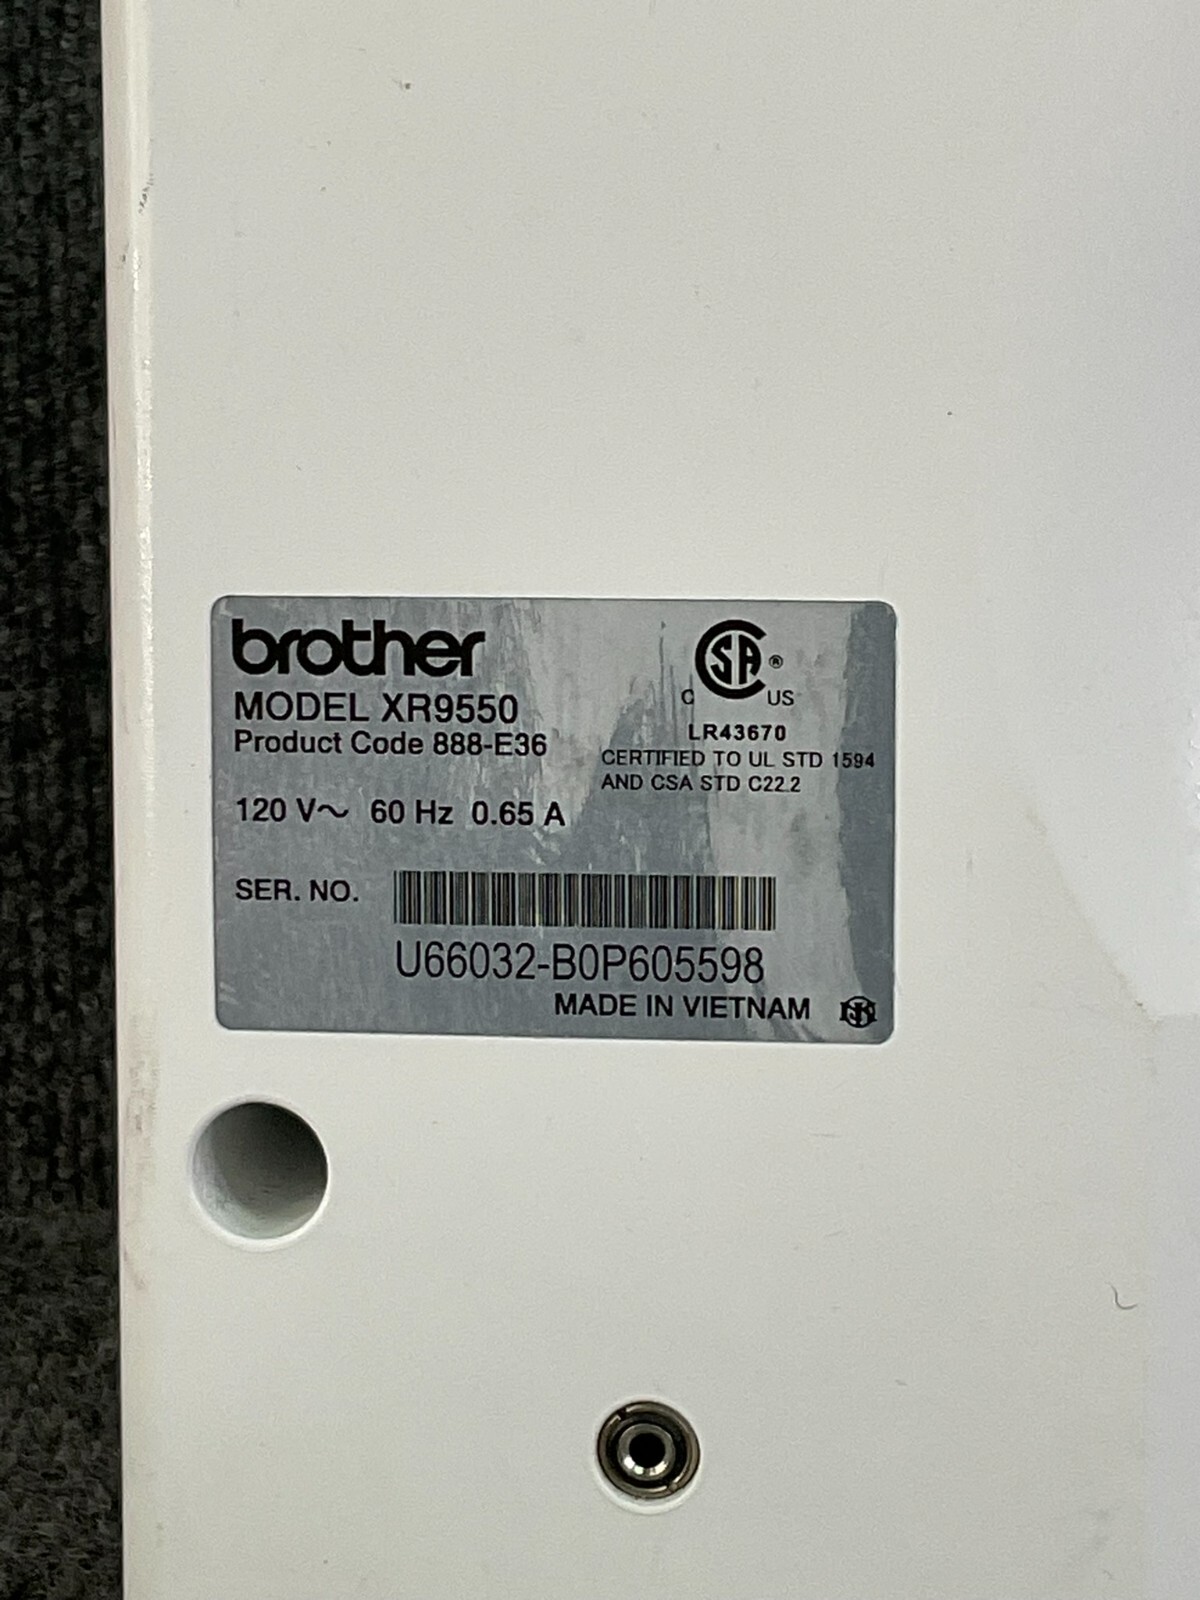 brother
MODEL XR9550
Product Code 888-E36
120 V~ 60 Hz 0.65 A
C SA ® US
LR43670
CERTIFIED TO UL STD 1594
AND CSA STD C22.2
SER. NO.
U66032-B0P605598
MADE IN VIETNAM